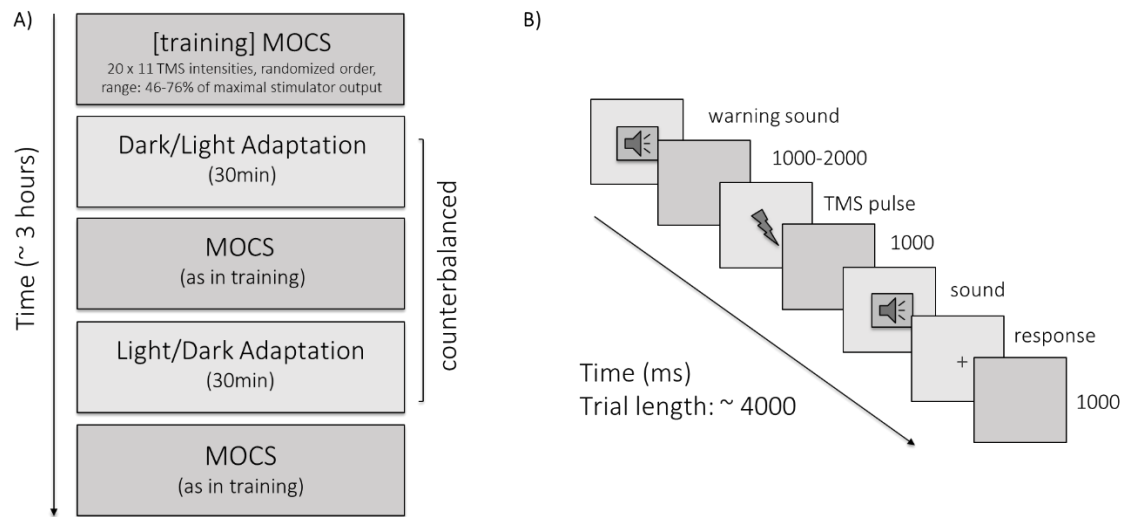 A)
Time (~ 3 hours)
[training] MOCS
20 x 11 TMS intensities, randomized order,
range: 46-76% of maximal stimulator output
Dark/Light Adaptation
(30min)
MOCS
(as in training)
Light/Dark Adaptation
(30min)
MOCS
(as in training)
counterbalanced
B)
warning sound
1000-2000
TMS pulse
1000
sound
response
+
1000
Time (ms)
Trial length: ~ 4000